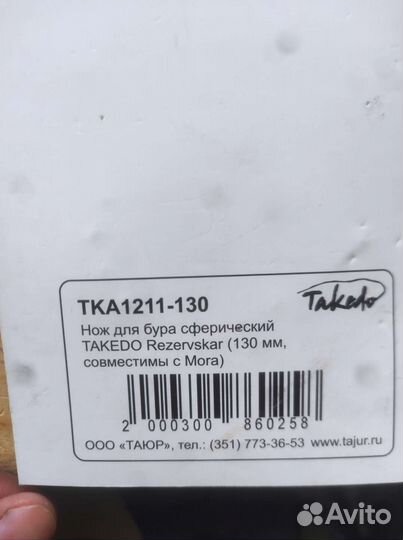 TKA1211-130
Takedo
Нож для бура сферический
TAKEDO Rezervskar (130 мм,
совместимы с Mora)
2 000300 860258
ООО «ТАЮР», тел.: (351) 773-36-53 www.tajur.ru
Avito